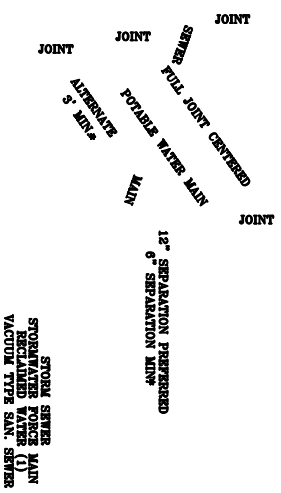 JOINT
JOINT
JOINT
SEWER
FULL JOINT CENTERED
ALTERNATE
3' MIN.*
POTABLE WATER MAIN
MAIN
JOINT
12" SEPARATION PREFERRED
6" SEPARATION MIN*
STORM SEWER
STORMWATER FORCE MAIN
RECLAIMED WATER (1)
VACUUM TYPE SAN. SEWER